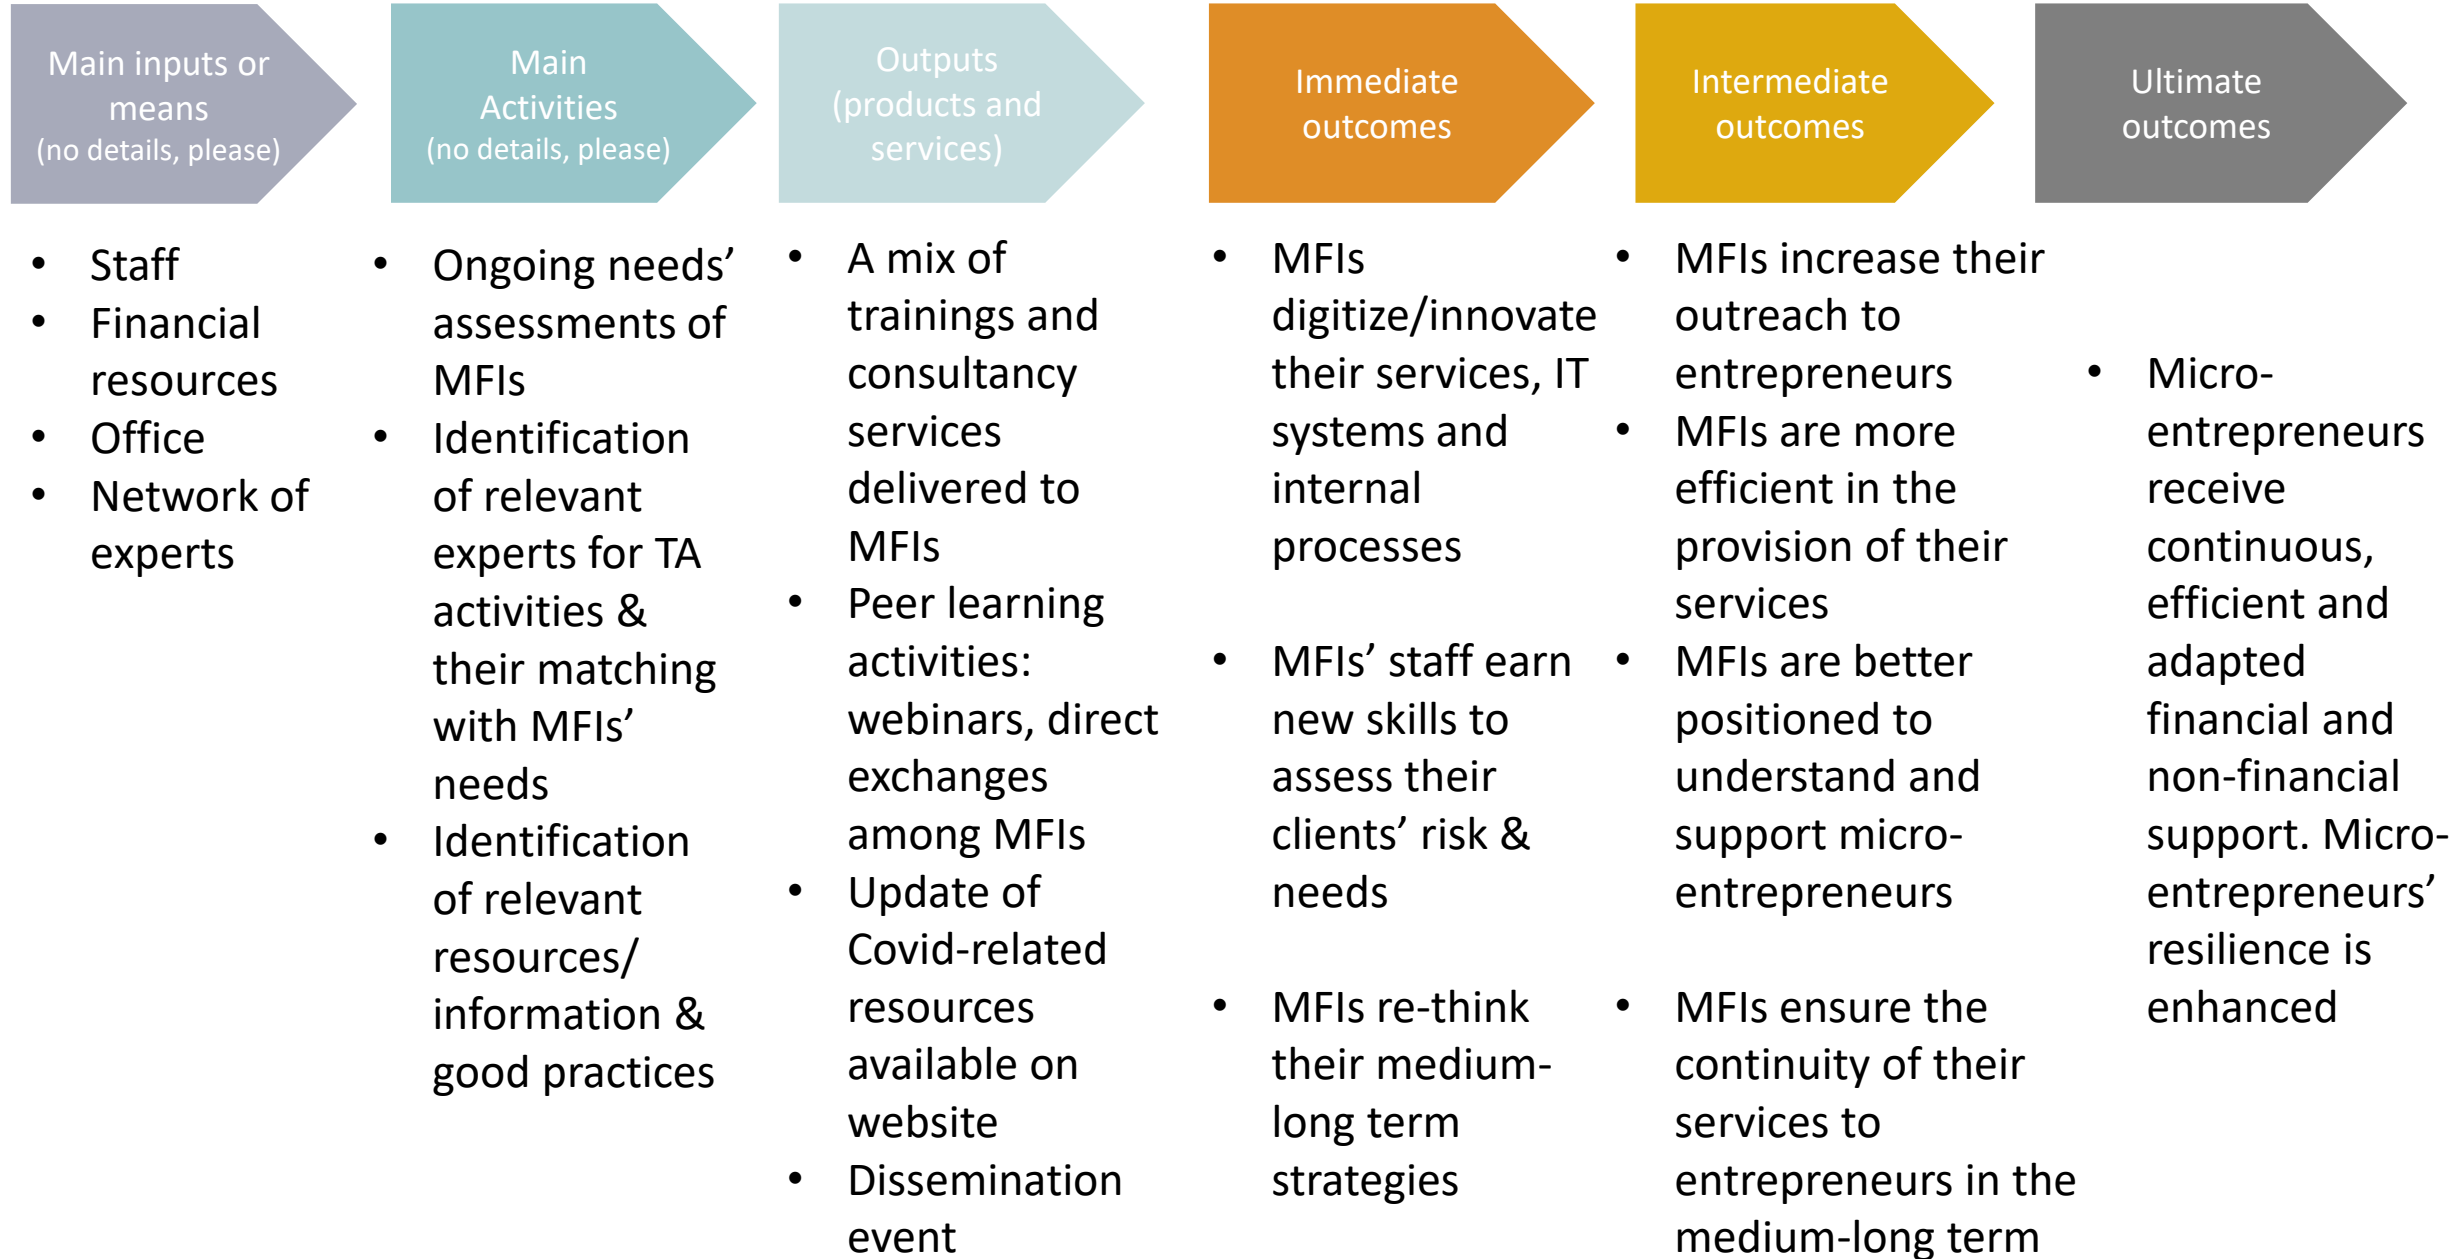 Main inputs or
means
(no details, please)
Main
Activities
(no details, please)
Outputs
(products and
services)
Immediate
outcomes
Intermediate
outcomes
Ultimate
outcomes
• Staff
• Financial
resources
• Office
• Network of
experts
• Ongoing needs’
assessments of
MFIs
• Identification
of relevant
experts for TA
activities &
their matching
with MFIs’
needs
• Identification
of relevant
resources/
information &
good practices
• A mix of
trainings and
consultancy
services
delivered to
MFIs
• Peer learning
activities:
webinars, direct
exchanges
among MFIs
• Update of
Covid-related
resources
available on
website
• Dissemination
event
• MFIs
digitize/innovate
their services, IT
systems and
internal
processes
• MFIs’ staff earn
new skills to
assess their
clients’ risk &
needs
• MFIs re-think
their medium-
long term
strategies
• MFIs increase their
outreach to
entrepreneurs
• MFIs are more
efficient in the
provision of their
services
• MFIs are better
positioned to
understand and
support micro-
entrepreneurs
• MFIs ensure the
continuity of their
services to
entrepreneurs in the
medium-long term
• Micro-
entrepreneurs
receive
continuous,
efficient and
adapted
financial and
non-financial
support. Micro-
entrepreneurs’
resilience is
enhanced